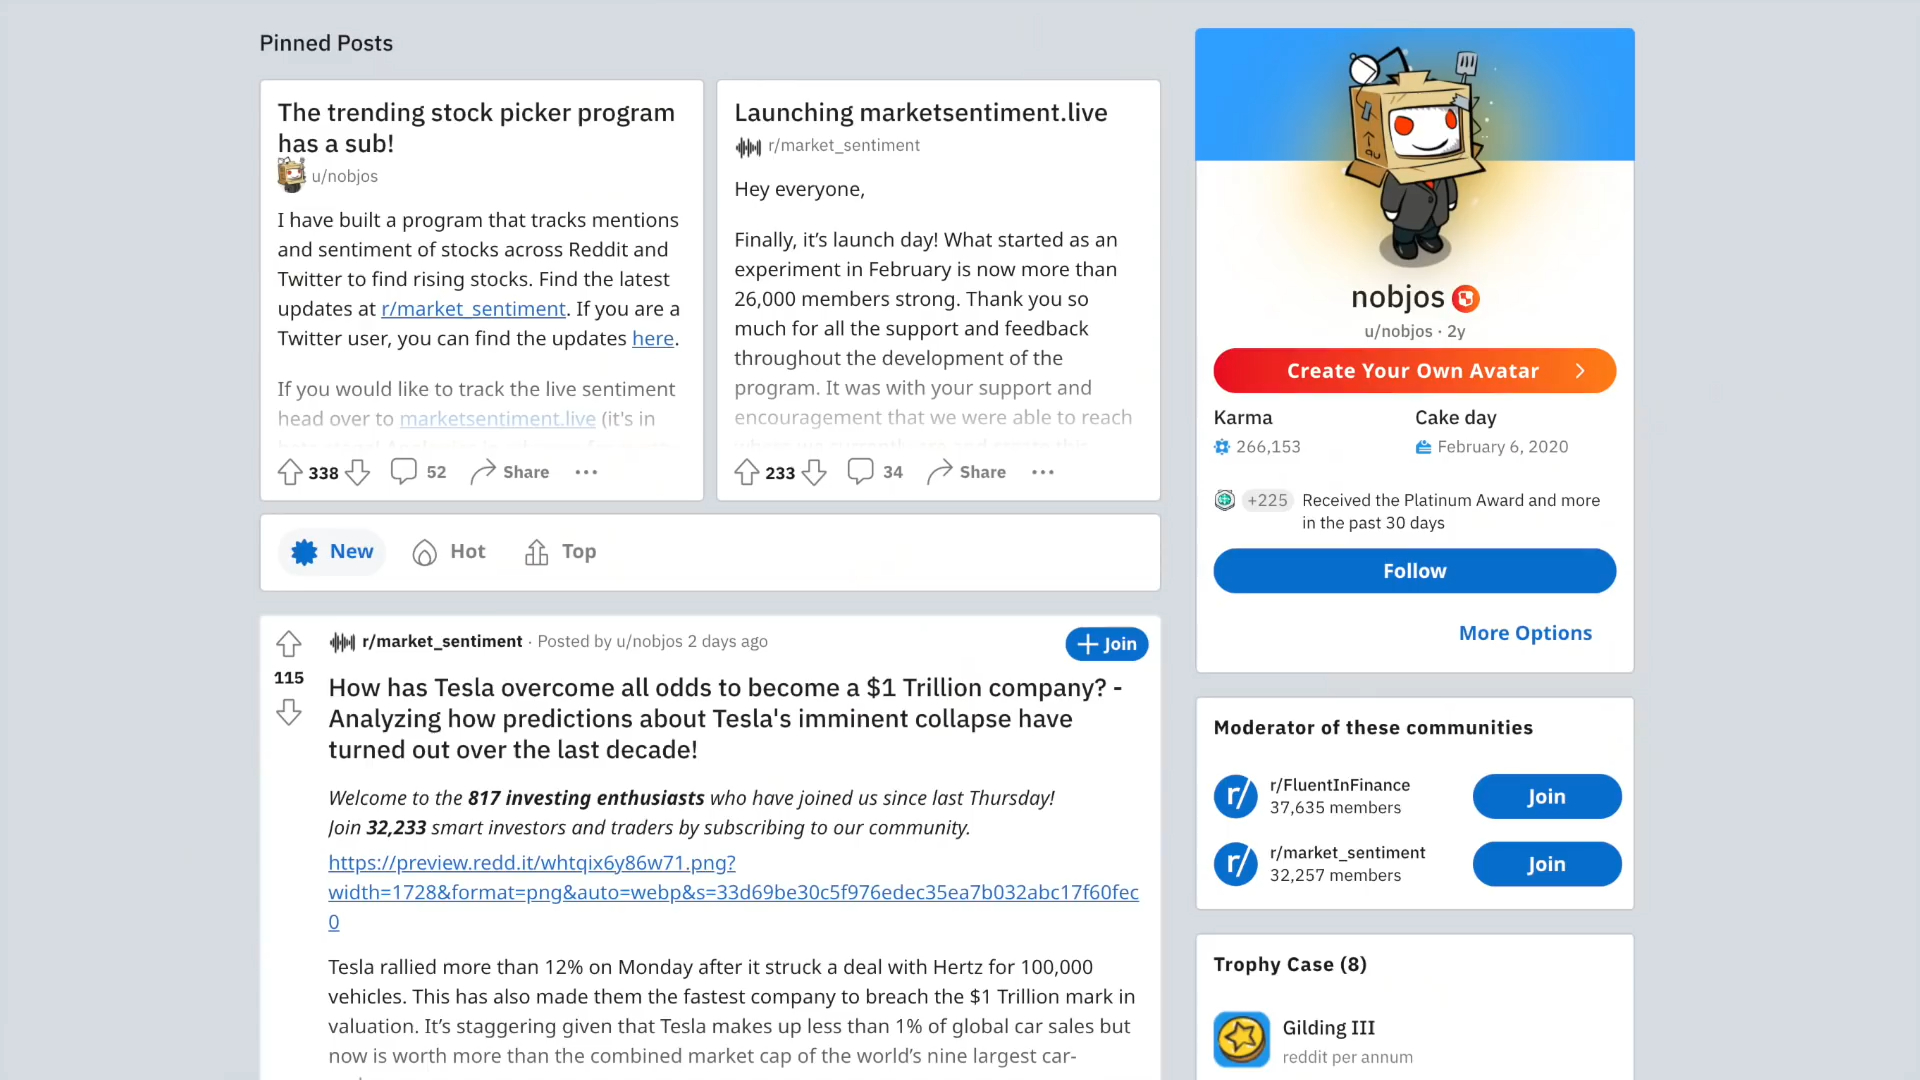 Pinned Posts
The trending stock picker program
has a sub!
u/nobjos
I have built a program that tracks mentions
and sentiment of stocks across Reddit and
Twitter to find rising stocks. Find the latest
updates at r/market_sentiment. If you are a
Twitter user, you can find the updates here.
If you would like to track the live sentiment
head over to marketsentiment.live (it's in
338
52
Share
Launching marketsentiment.live
r/market_sentiment
Hey everyone,
Finally, it’s launch day! What started as an
experiment in February is now more than
26,000 members strong. Thank you so
much for all the support and feedback
throughout the development of the
program. It was with your support and
encouragement that we were able to reach
233
34
Share
New
Hot
Top
r/market_sentiment · Posted by u/nobjos 2 days ago
Join
115
How has Tesla overcome all odds to become a $1 Trillion company? -
Analyzing how predictions about Tesla's imminent collapse have
turned out over the last decade!
Welcome to the 817 investing enthusiasts who have joined us since last Thursday!
Join 32,233 smart investors and traders by subscribing to our community.
https://preview.redd.it/whtqix6y86w71.png?
width=1728&format=png&auto=webp&s=33d69be30c5f976edec35ea7b032abc17f60fec
0
Tesla rallied more than 12% on Monday after it struck a deal with Hertz for 100,000
vehicles. This has also made them the fastest company to breach the $1 Trillion mark in
valuation. It’s staggering given that Tesla makes up less than 1% of global car sales but
now is worth more than the combined market cap of the world’s nine largest car-
nobjos
u/nobjos · 2y
Create Your Own Avatar
Karma
Cake day
266,153
February 6, 2020
+225
Received the Platinum Award and more
in the past 30 days
Follow
More Options
Moderator of these communities
r/
r/FluentInFinance
37,635 members
Join
r/
r/market_sentiment
32,257 members
Join
Trophy Case (8)
Gilding III
reddit per annum